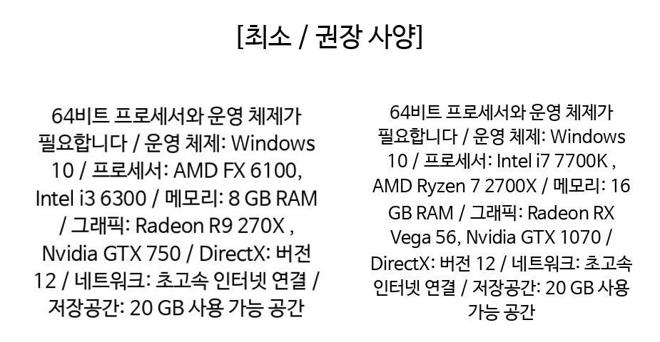 [최소 / 권장 사양]
64비트 프로세서와 운영 체제가
필요합니다 / 운영 체제: Windows
10 / 프로세서: AMD FX 6100,
Intel i3 6300 / 메모리: 8 GB RAM
/ 그래픽: Radeon R9 270X ,
Nvidia GTX 750 / DirectX: 버전
12 / 네트워크: 초고속 인터넷 연결 /
저장공간: 20 GB 사용 가능 공간
64비트 프로세서와 운영 체제가
필요합니다 / 운영 체제: Windows
10 / 프로세서: Intel i7 7700K ,
AMD Ryzen 7 2700X / 메모리: 16
GB RAM / 그래픽: Radeon RX
Vega 56, Nvidia GTX 1070 /
DirectX: 버전 12 / 네트워크: 초고속
인터넷 연결 / 저장공간: 20 GB 사용
가능 공간